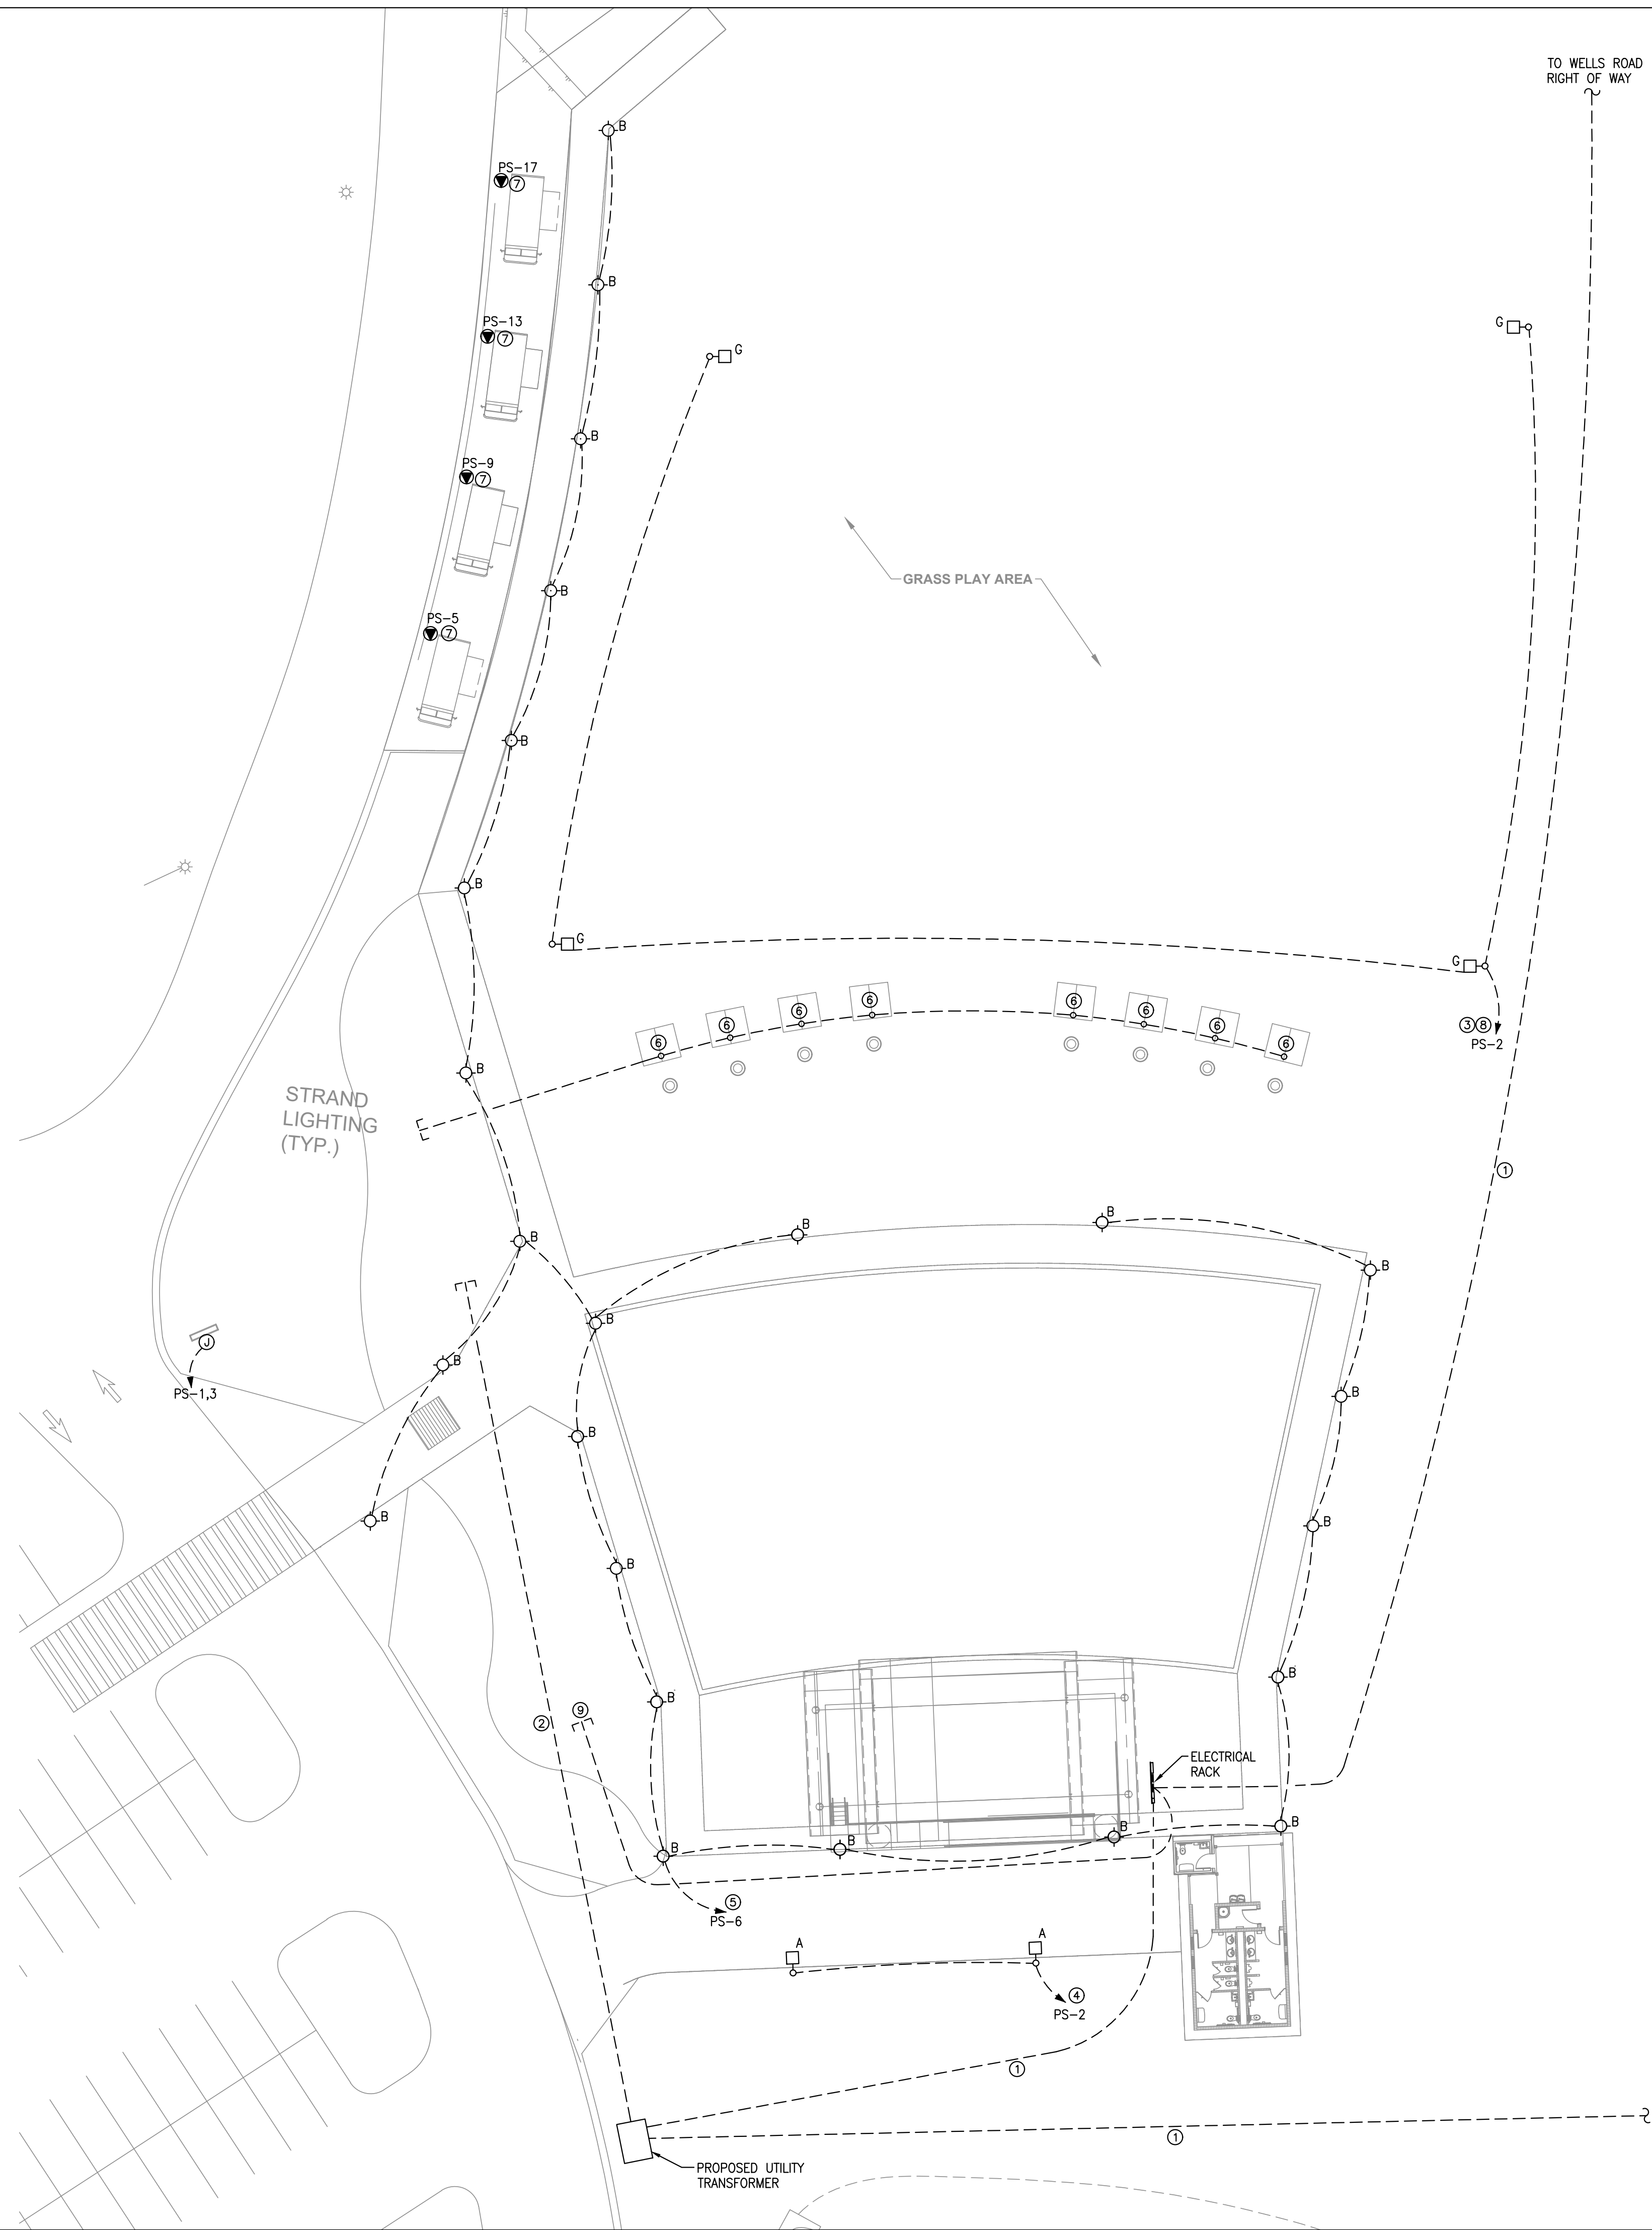 TO WELLS ROAD
RIGHT OF WAY
B
PS-17
7
B
PS-13
7
G
G
B
PS-9
7
GRASS PLAY AREA
B
PS-5
7
B
B
G
G
6
6
6
6
6
6
6
6
3 8
PS-2
B
STRAND
LIGHTING
(TYP.)
1
B
B
B
B
B
J
PS-1,3
B
B
B
B
B
B
B
B
B
2
9
ELECTRICAL
RACK
B
B
B
B
5
PS-6
A
A
4
PS-2
1
1
PROPOSED UTILITY
TRANSFORMER